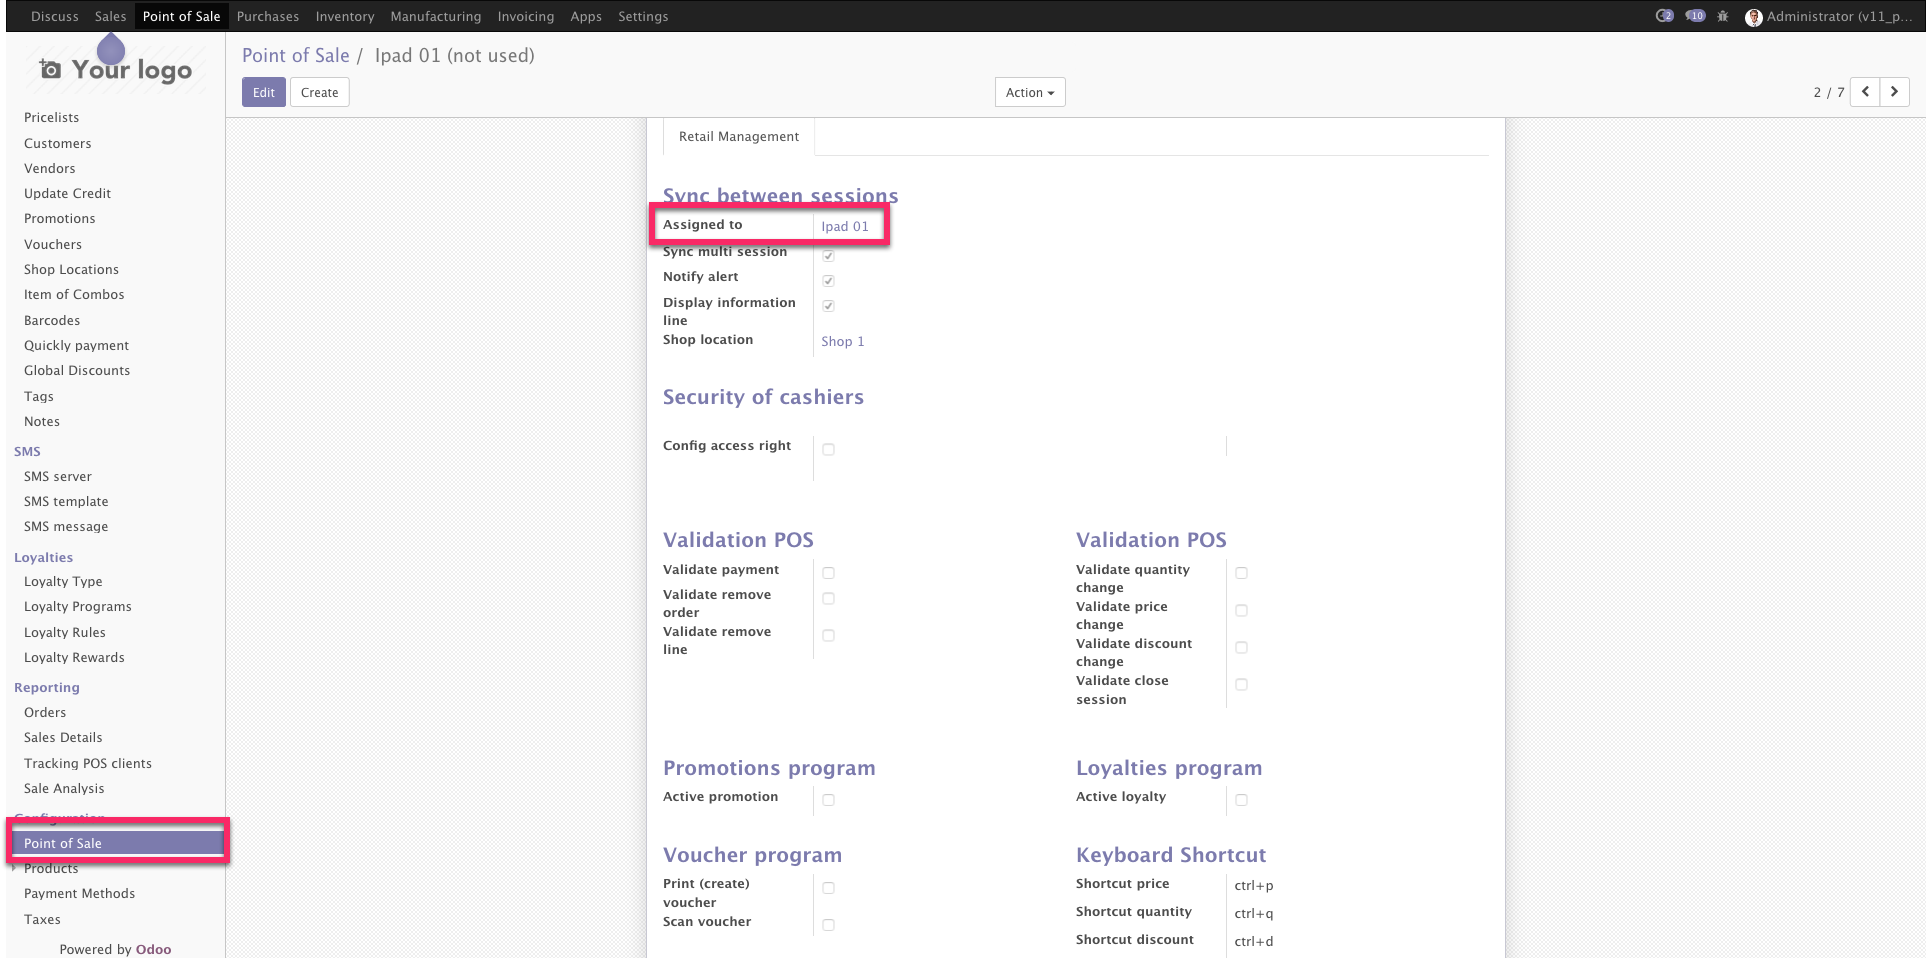 Discuss Sales Point of Sale Purchases Inventory Manufacturing Invoicing Apps Settings 2 10 Administrator (v11_p...
Your logo
Point of Sale / Ipad 01 (not used)
Edit Create Action 2 / 7
Pricelists
Customers
Vendors
Update Credit
Promotions
Vouchers
Shop Locations
Item of Combos
Barcodes
Quickly payment
Global Discounts
Tags
Notes
SMS
SMS server
SMS template
SMS message
Loyalties
Loyalty Type
Loyalty Programs
Loyalty Rules
Loyalty Rewards
Reporting
Orders
Sales Details
Tracking POS clients
Sale Analysis
Configuration
Point of Sale
Products
Payment Methods
Taxes
Powered by Odoo
Retail Management
Sync between sessions
Assigned to Ipad 01
Sync multi session
Notify alert
Display information
line
Shop location Shop 1
Security of cashiers
Config access right
Validation POS
Validate payment
Validate remove
order
Validate remove
line
Validation POS
Validate quantity
change
Validate price
change
Validate discount
change
Validate close
session
Promotions program
Active promotion
Loyalties program
Active loyalty
Voucher program
Print (create)
voucher
Scan voucher
Keyboard Shortcut
Shortcut price ctrl+p
Shortcut quantity ctrl+q
Shortcut discount ctrl+d